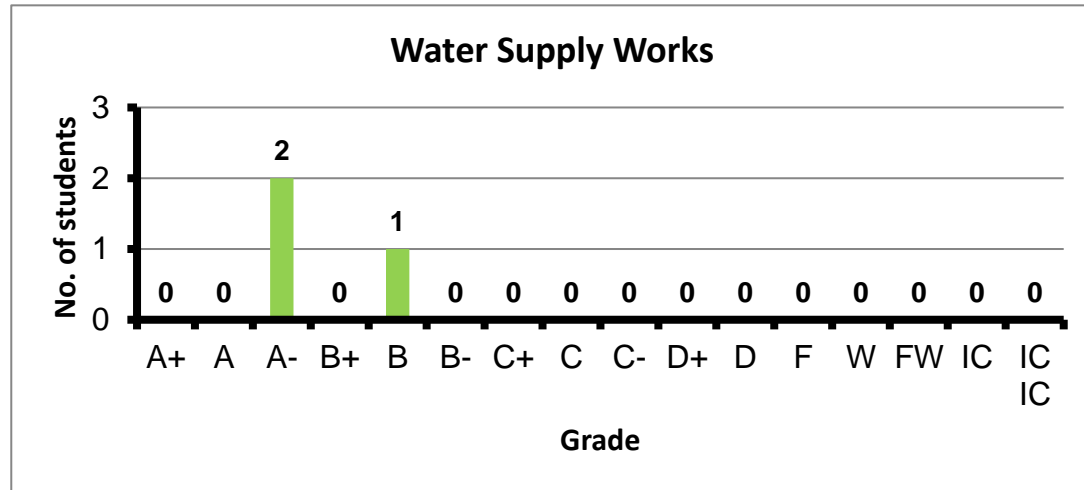 Water Supply Works
No. of students
3
2
1
0
0 0 2 0 1 0 0 0 0 0 0 0 0 0 0 0
A+ A A- B+ B B- C+ C C- D+ D F W FW IC IC
IC
Grade